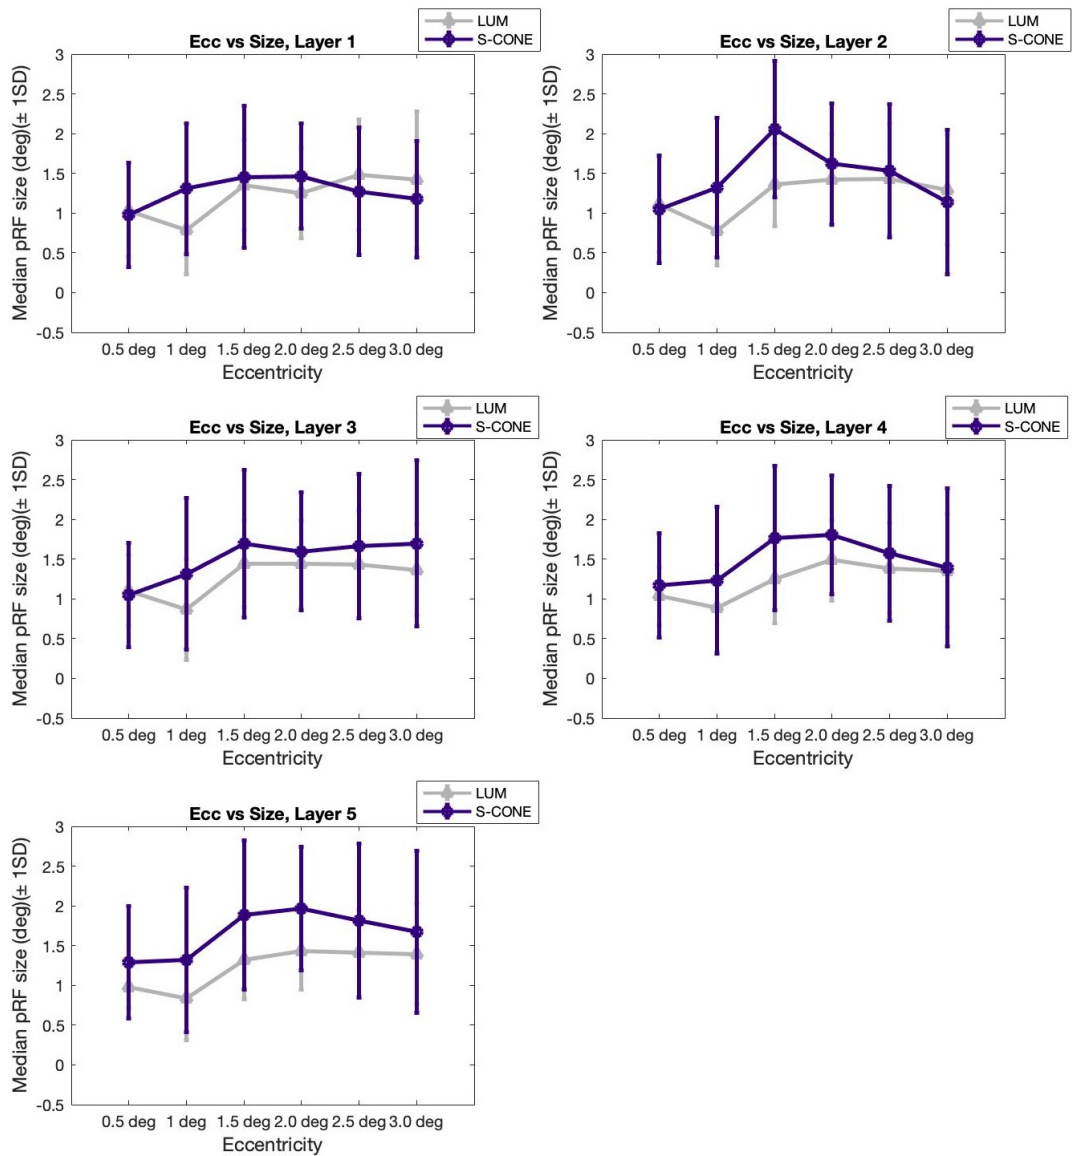 LUM
S-CONE
Ecc vs Size, Layer 1
3
2.5
2
1.5
1
0.5
0
-0.5
Median pRF size (deg)(± 1SD)
0.5 deg 1 deg 1.5 deg 2.0 deg 2.5 deg 3.0 deg
Eccentricity
LUM
S-CONE
Ecc vs Size, Layer 2
3
2.5
2
1.5
1
0.5
0
-0.5
Median pRF size (deg)(± 1SD)
0.5 deg 1 deg 1.5 deg 2.0 deg 2.5 deg 3.0 deg
Eccentricity
LUM
S-CONE
Ecc vs Size, Layer 3
3
2.5
2
1.5
1
0.5
0
-0.5
Median pRF size (deg)(± 1SD)
0.5 deg 1 deg 1.5 deg 2.0 deg 2.5 deg 3.0 deg
Eccentricity
LUM
S-CONE
Ecc vs Size, Layer 4
3
2.5
2
1.5
1
0.5
0
-0.5
Median pRF size (deg)(± 1SD)
0.5 deg 1 deg 1.5 deg 2.0 deg 2.5 deg 3.0 deg
Eccentricity
LUM
S-CONE
Ecc vs Size, Layer 5
3
2.5
2
1.5
1
0.5
0
-0.5
Median pRF size (deg)(± 1SD)
0.5 deg 1 deg 1.5 deg 2.0 deg 2.5 deg 3.0 deg
Eccentricity